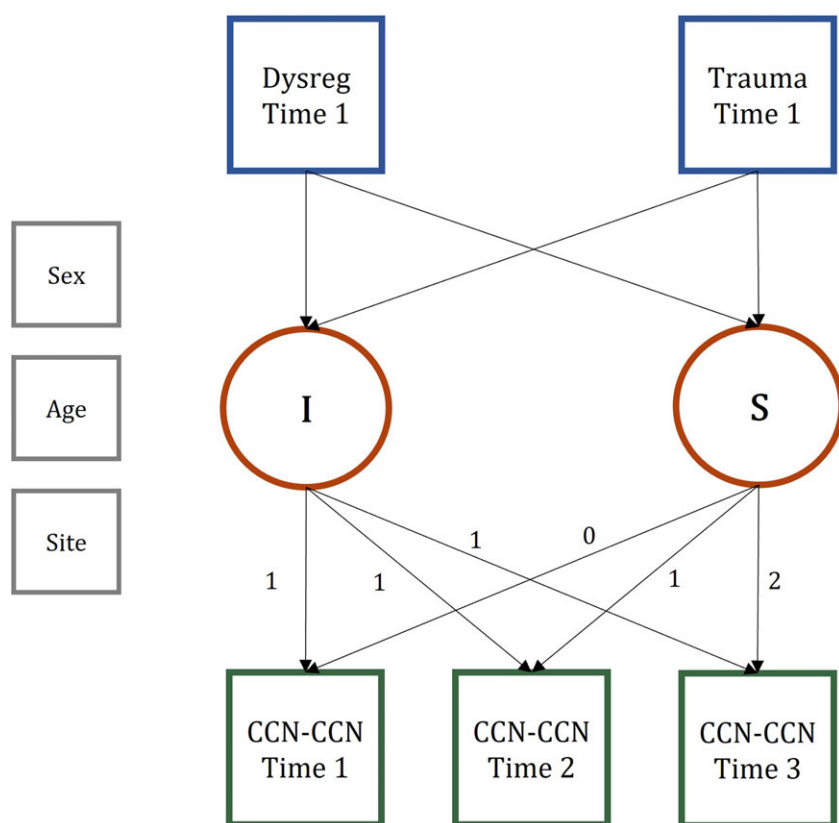 Dysreg
Time 1
Trauma
Time 1
Sex
Age
Site
I
S
1
1
1
0
1
2
CCN-CCN
Time 1
CCN-CCN
Time 2
CCN-CCN
Time 3